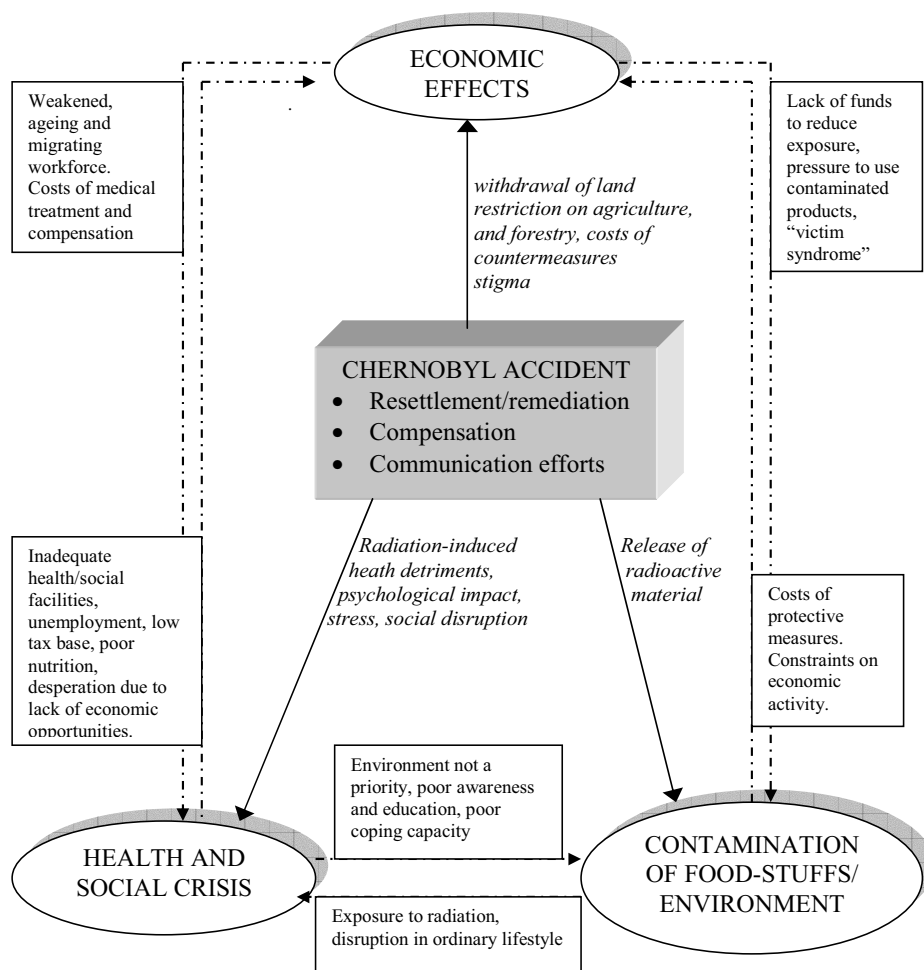 ECONOMIC
EFFECTS
Weakened,
ageing and
migrating
workforce.
Costs of medical
treatment and
compensation
Lack of funds
to reduce
exposure,
pressure to use
contaminated
products,
“victim
syndrome”
withdrawal of land
restriction on agriculture,
and forestry, costs of
countermeasures
stigma
CHERNOBYL ACCIDENT
• Resettlement/remediation
• Compensation
• Communication efforts
Inadequate
health/social
facilities,
unemployment, low
tax base, poor
nutrition,
desperation due to
lack of economic
opportunities.
Radiation-induced
heath detriments,
psychological impact,
stress, social disruption
Release of
radioactive
material
Costs of
protective
measures.
Constraints on
economic
activity.
Environment not a
priority, poor awareness
and education, poor
coping capacity
HEALTH AND
SOCIAL CRISIS
CONTAMINATION
OF FOOD-STUFFS/
ENVIRONMENT
Exposure to radiation,
disruption in ordinary lifestyle